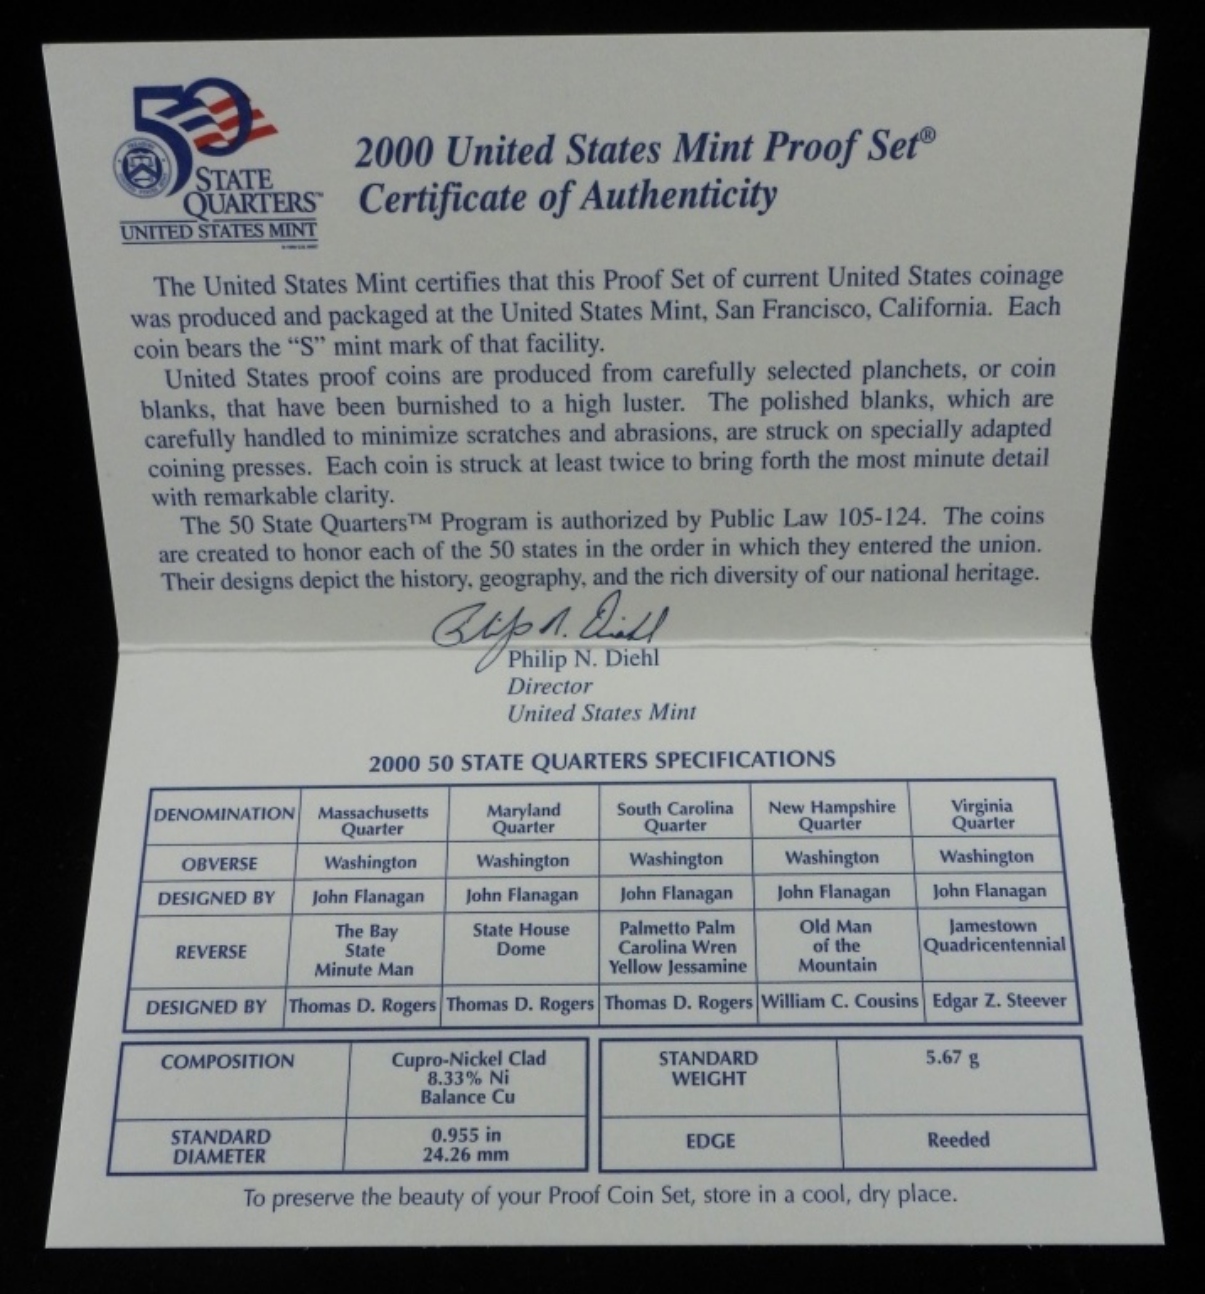 50
STATE
QUARTERS™
UNITED STATES MINT
2000 United States Mint Proof Set®
Certificate of Authenticity
The United States Mint certifies that this Proof Set of current United States coinage
was produced and packaged at the United States Mint, San Francisco, California. Each
coin bears the “S” mint mark of that facility.
United States proof coins are produced from carefully selected planchets, or coin
blanks, that have been burnished to a high luster. The polished blanks, which are
carefully handled to minimize scratches and abrasions, are struck on specially adapted
coining presses. Each coin is struck at least twice to bring forth the most minute detail
with remarkable clarity.
The 50 State Quarters™ Program is authorized by Public Law 105-124. The coins
are created to honor each of the 50 states in the order in which they entered the union.
Their designs depict the history, geography, and the rich diversity of our national heritage.
Philip N. Diehl
Philip N. Diehl
Director
United States Mint
2000 50 STATE QUARTERS SPECIFICATIONS
DENOMINATION Massachusetts Quarter Maryland Quarter South Carolina Quarter New Hampshire Quarter Virginia Quarter
OBVERSE Washington Washington Washington Washington Washington
DESIGNED BY John Flanagan John Flanagan John Flanagan John Flanagan John Flanagan
REVERSE The Bay State Minute Man State House Dome Palmetto Palm Carolina Wren Yellow Jessamine Old Man of the Mountain Jamestown Quadricentennial
DESIGNED BY Thomas D. Rogers Thomas D. Rogers Thomas D. Rogers William C. Cousins Edgar Z. Steever
COMPOSITION Cupro-Nickel Clad 8.33% Ni Balance Cu
STANDARD WEIGHT 5.67 g
STANDARD DIAMETER 0.955 in 24.26 mm
EDGE Reeded
To preserve the beauty of your Proof Coin Set, store in a cool, dry place.